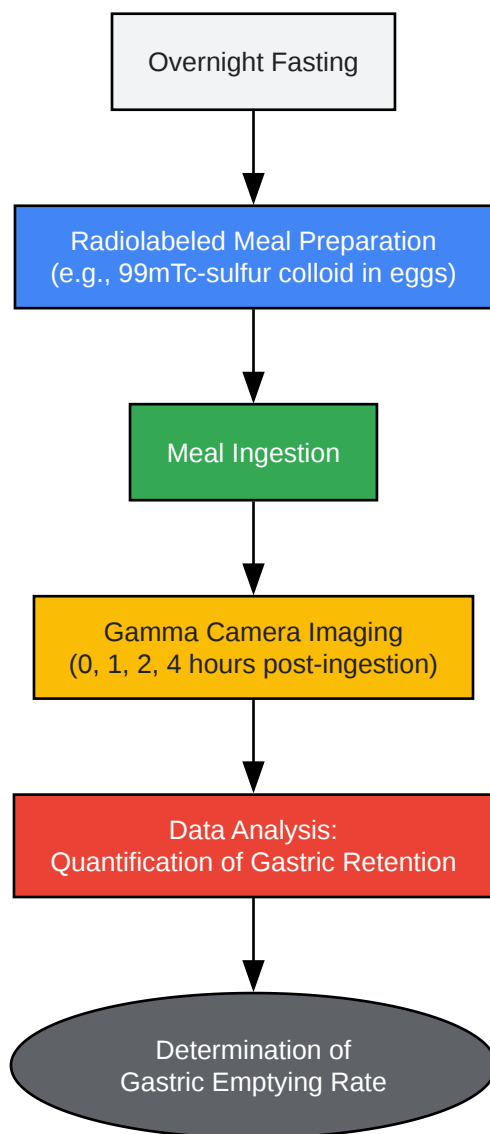 Overnight Fasting
Radiolabeled Meal Preparation
(e.g., 99mTc-sulfur colloid in eggs)
Meal Ingestion
Gamma Camera Imaging
(0, 1, 2, 4 hours post-ingestion)
Data Analysis:
Quantification of Gastric Retention
Determination of
Gastric Emptying Rate